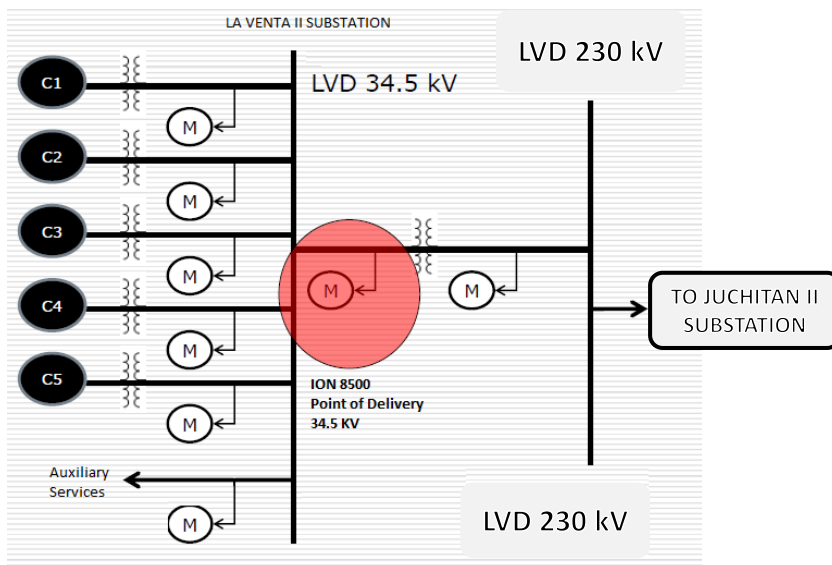 LA VENTA II SUBSTATION
LVD 230 kV
LVD 34.5 kV
C1
M
C2
M
C3
M
M
M
C4
M
TO JUCHITAN II
SUBSTATION
C5
M
ION 8500
Point of Delivery
34.5 KV
Auxiliary
Services
M
LVD 230 kV